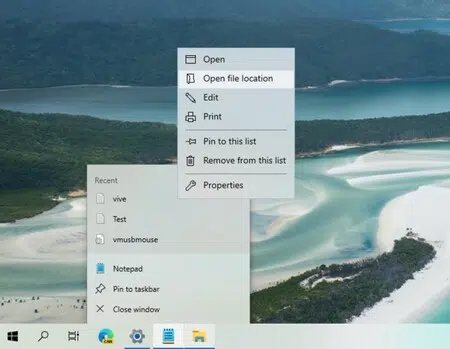 Open
Open file location
Edit
Print
Pin to this list
Remove from this list
Properties
Recent
vive
Test
vmusbmouse
Notepad
Pin to taskbar
Close window